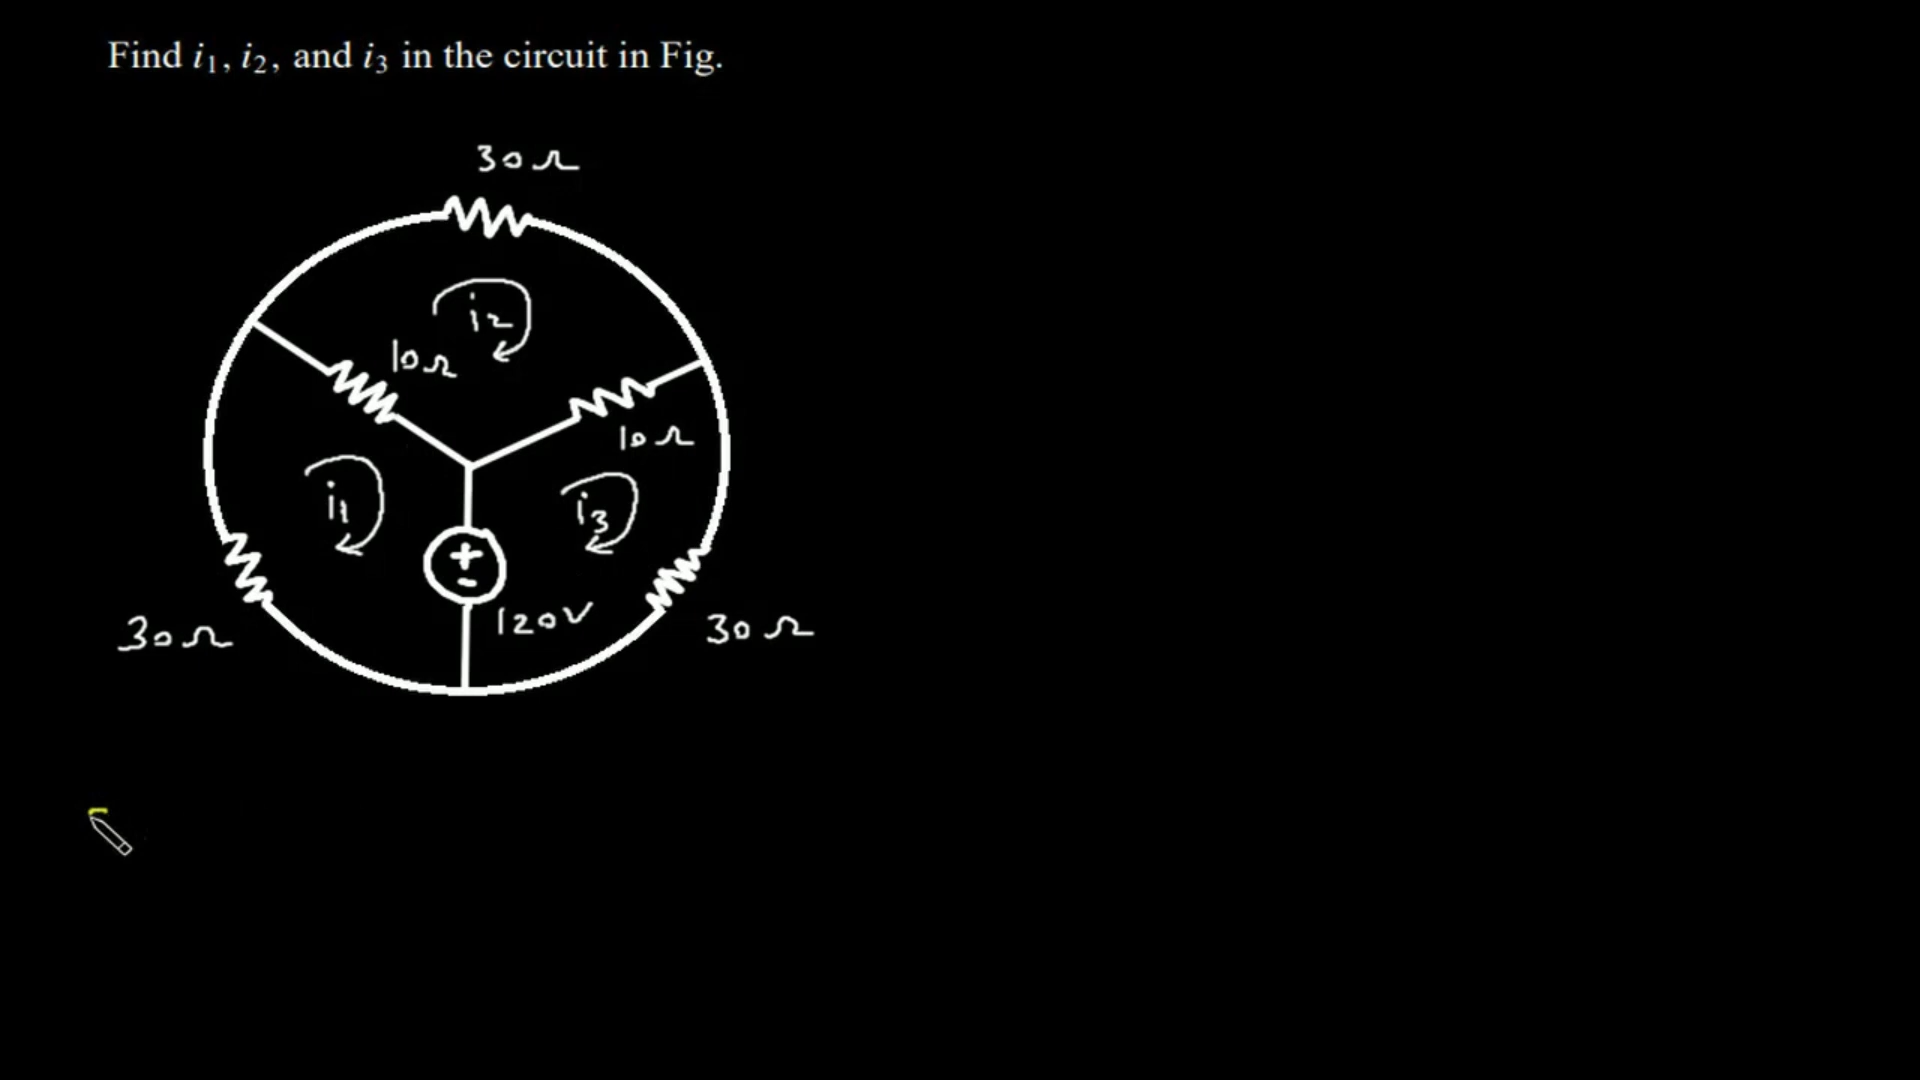 Find i₁, i₂, and i₃ in the circuit in Fig.
30Ω
i₂
10Ω
10Ω
i₁
i₃
+
-
120V
30Ω
30Ω